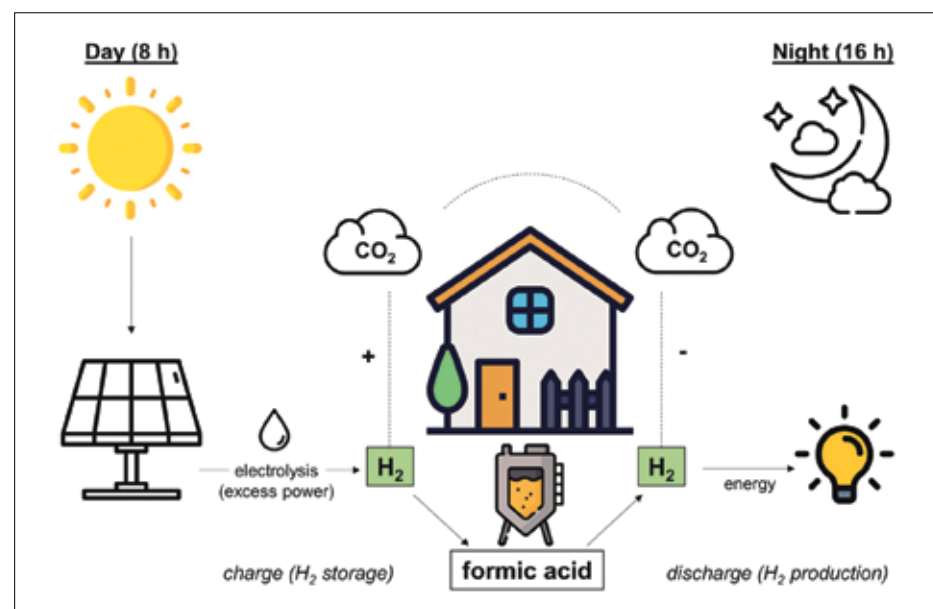 Day (8 h)
Night (16 h)
CO₂
CO₂
+
-
electrolysis
(excess power)
H₂
H₂
energy
charge (H₂ storage)
formic acid
discharge (H₂ production)